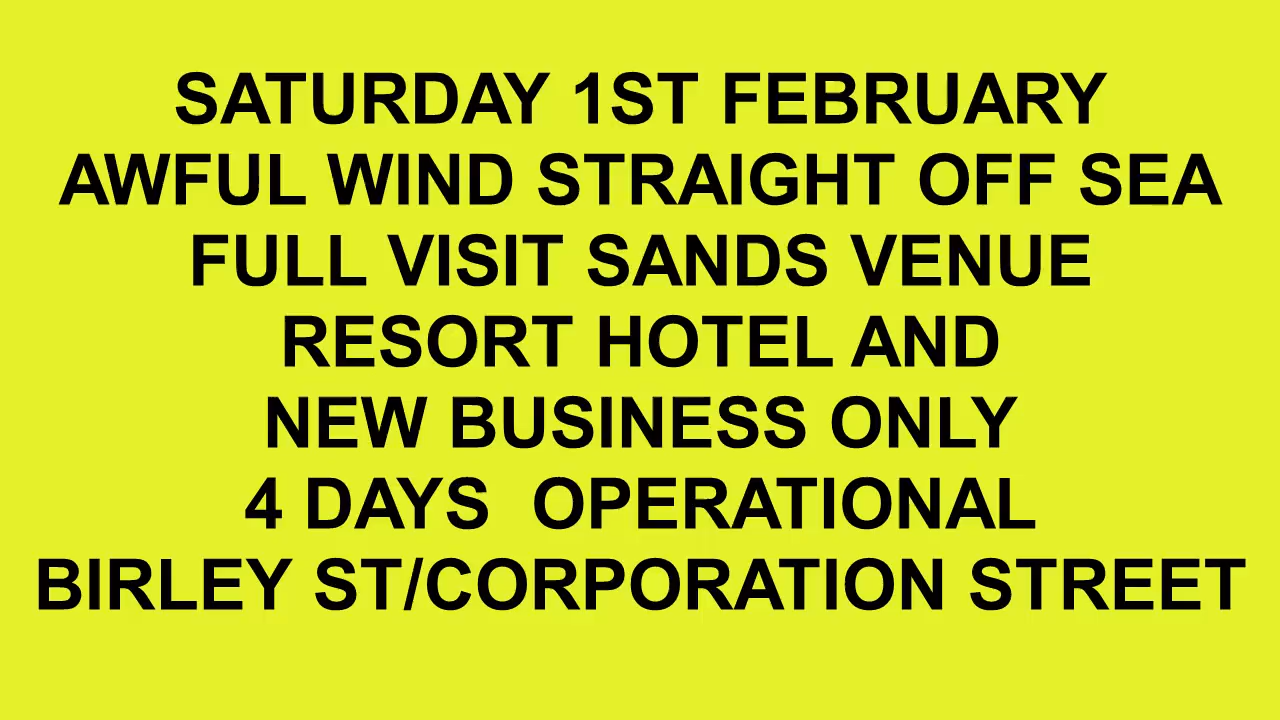 SATURDAY 1ST FEBRUARY
AWFUL WIND STRAIGHT OFF SEA
FULL VISIT SANDS VENUE
RESORT HOTEL AND
NEW BUSINESS ONLY
4 DAYS  OPERATIONAL
BIRLEY ST/CORPORATION STREET